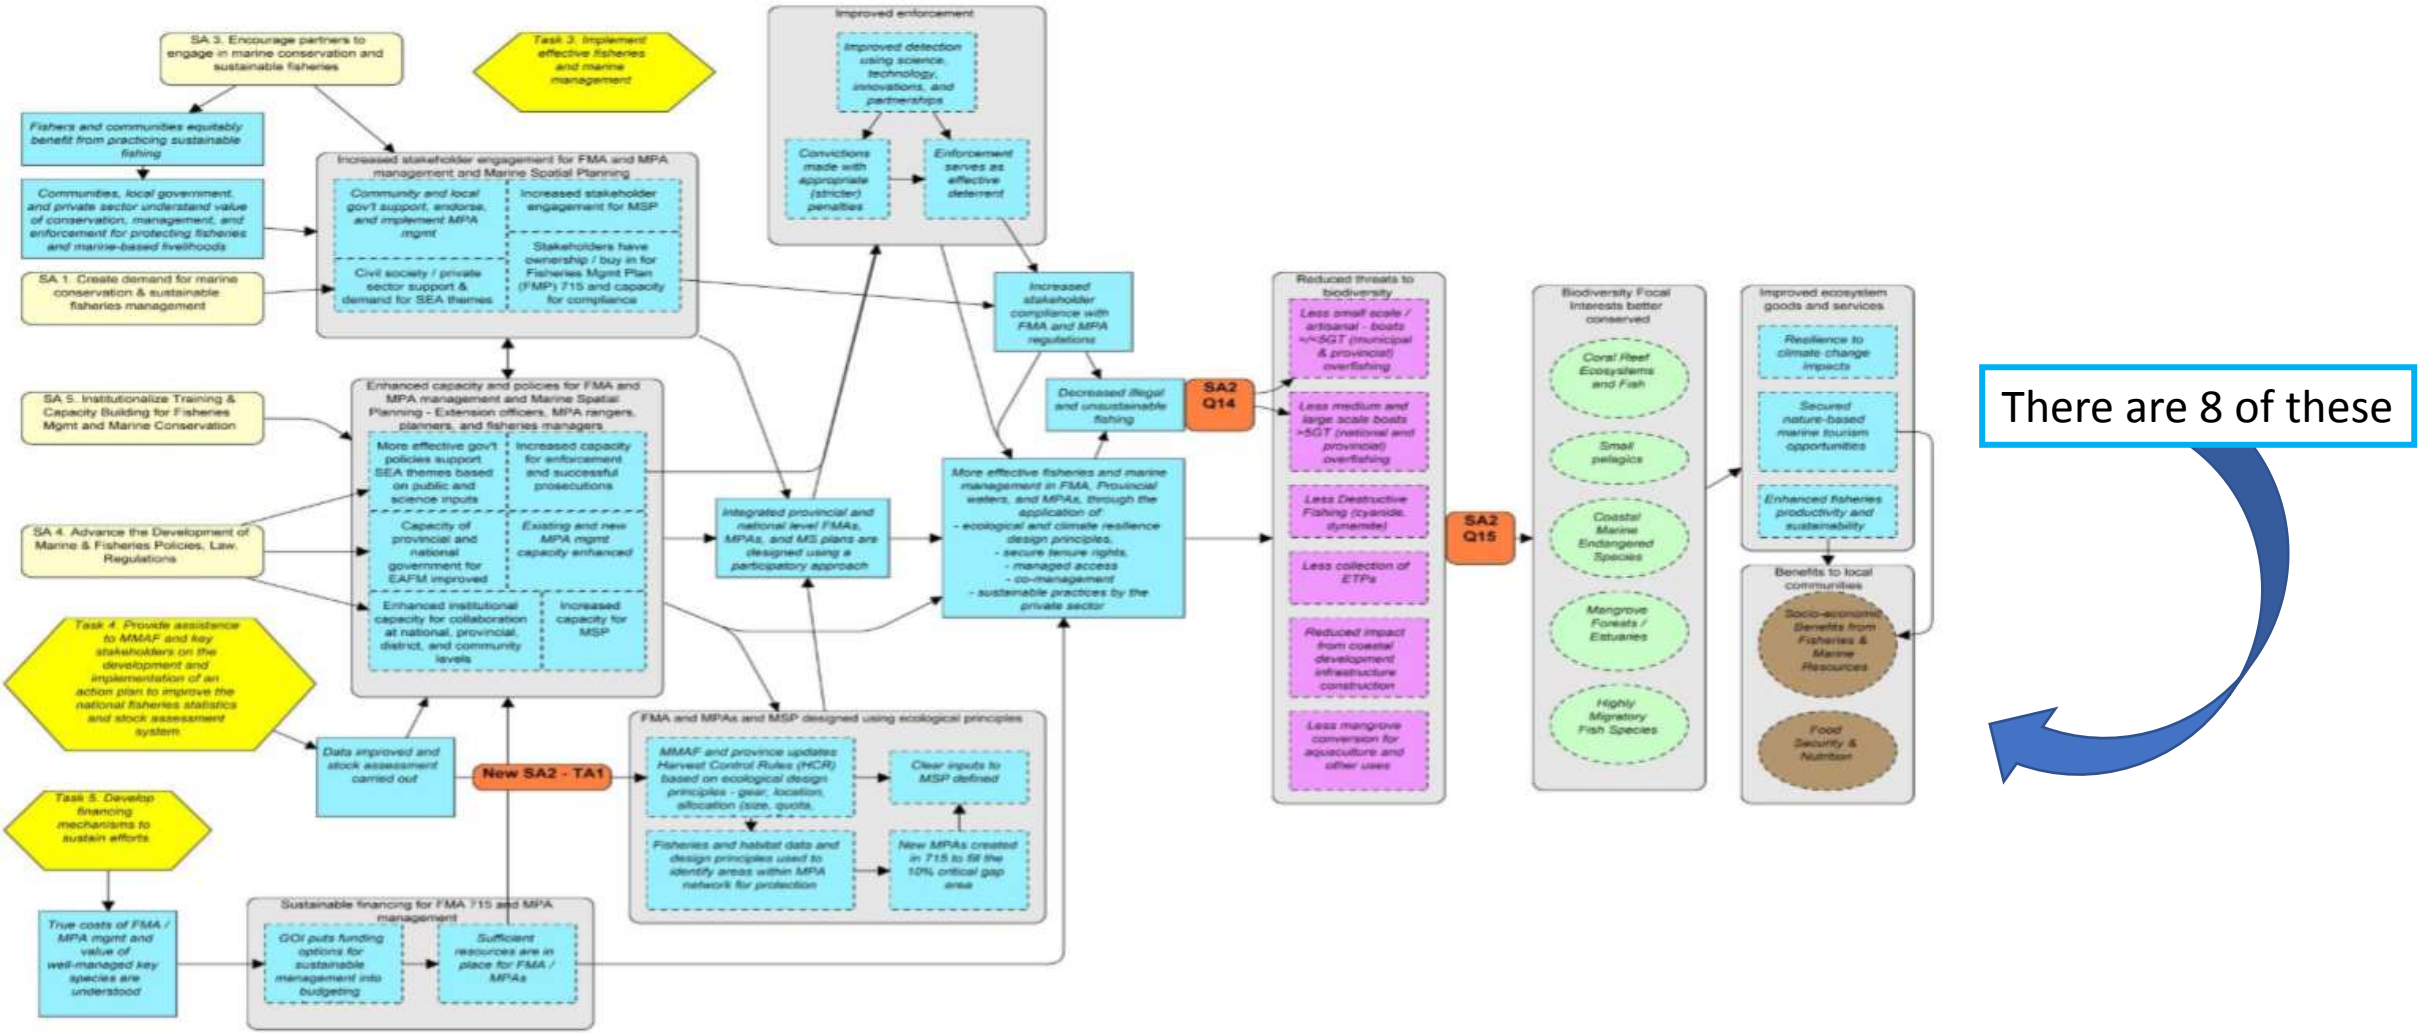 SA 3. Encourage partners to
engage in marine conservation and
sustainable fisheries
Task 3. Implement
effective fisheries
and marine
management
Fishers and communities equitably
benefit from practicing sustainable
fishing
Communities, local government,
and private sector understand value
of conservation, management, and
enforcement for protecting fisheries
and marine-based livelihoods
SA 1. Create demand for marine
conservation & sustainable
fisheries management
Increased stakeholder engagement for FMA and MPA
management and Marine Spatial Planning
Community and local
gov't support, endorse,
and implement MPA
mgmt
Increased stakeholder
engagement for MSP
Civil society / private
sector support &
demand for SEA themes
Stakeholders have
ownership / buy in for
Fisheries Mgmt Plan
(FMP) 715 and capacity
for compliance
Improved enforcement
Improved detection
using science,
technology,
innovations, and
partnerships
Convictions
made with
appropriate
(stricter)
penalties
Enforcement
serves as
effective
deterrent
Increased
stakeholder
compliance with
FMA and MPA
regulations
Decreased illegal
and unsustainable
fishing
SA2
Q14
SA 5. Institutionalize Training &
Capacity Building for Fisheries
Mgmt and Marine Conservation
SA 4. Advance the Development of
Marine & Fisheries Policies, Law,
Regulations
Enhanced capacity and policies for FMA and
MPA management and Marine Spatial
Planning - Extension officers, MPA rangers,
planners, and fisheries managers
More effective gov't
policies support
SEA themes based
on public and
science inputs
Increased capacity
for enforcement
and successful
prosecutions
Capacity of
provincial and
national
government for
EAFM improved
Existing and new
MPA mgmt
capacity enhanced
Enhanced institutional
capacity for collaboration
at national, provincial,
district, and community
levels
Increased
capacity for
MSP
Integrated provincial and
national level FMAs,
MPAs, and MS plans are
designed using a
participatory approach
More effective fisheries and marine
management in FMA, Provincial
waters, and MPAs, through the
application of:
- ecological and climate resilience
design principles,
- secure tenure rights,
- managed access
- co-management
- sustainable practices by the
private sector
Task 4. Provide assistance
to MMAF and key
stakeholders on the
development and
implementation of an
action plan to improve the
national fisheries statistics
and stock assessment
system
Data improved and
stock assessment
carried out
New SA2 - TA1
FMA and MPAs and MSP designed using ecological principles
MMAF and province updates
Harvest Control Rules (HCR)
based on ecological design
principles - gear, location,
allocation (size, quota,
Clear inputs to
MSP defined
Fisheries and habitat data and
design principles used to
identify areas within MPA
network for protection
New MPAs created
in 715 to fill the
10% critical gap
area
Task 5. Develop
financing
mechanisms to
sustain efforts
True costs of FMA /
MPA mgmt and
value of
well-managed key
species are
understood
Sustainable financing for FMA 715 and MPA
management
GOI puts funding
options for
sustainable
management into
budgeting
Sufficient
resources are in
place for FMA /
MPAs
Reduced threats to
biodiversity
Less small scale /
artisanal - boats
=/<5GT (municipal
& provincial)
overfishing
Less medium and
large scale boats
>5GT (national and
provincial)
overfishing
Less Destructive
Fishing (cyanide,
dynamite)
Less collection of
ETPs
Reduced impact
from coastal
development
infrastructure
construction
Less mangrove
conversion for
aquaculture and
other uses
SA2
Q15
Biodiversity Focal
Interests better
conserved
Coral Reef
Ecosystems
and Fish
Small
pelagics
Coastal
Marine
Endangered
Species
Mangrove
Forests /
Estuaries
Highly
Migratory
Fish Species
Improved ecosystem
goods and services
Resilience to
climate change
impacts
Secured
nature-based
marine tourism
opportunities
Enhanced fisheries
productivity and
sustainability
Benefits to local
communities
Socio-economic
Benefits from
Fisheries &
Marine
Resources
Food
Security &
Nutrition
There are 8 of these